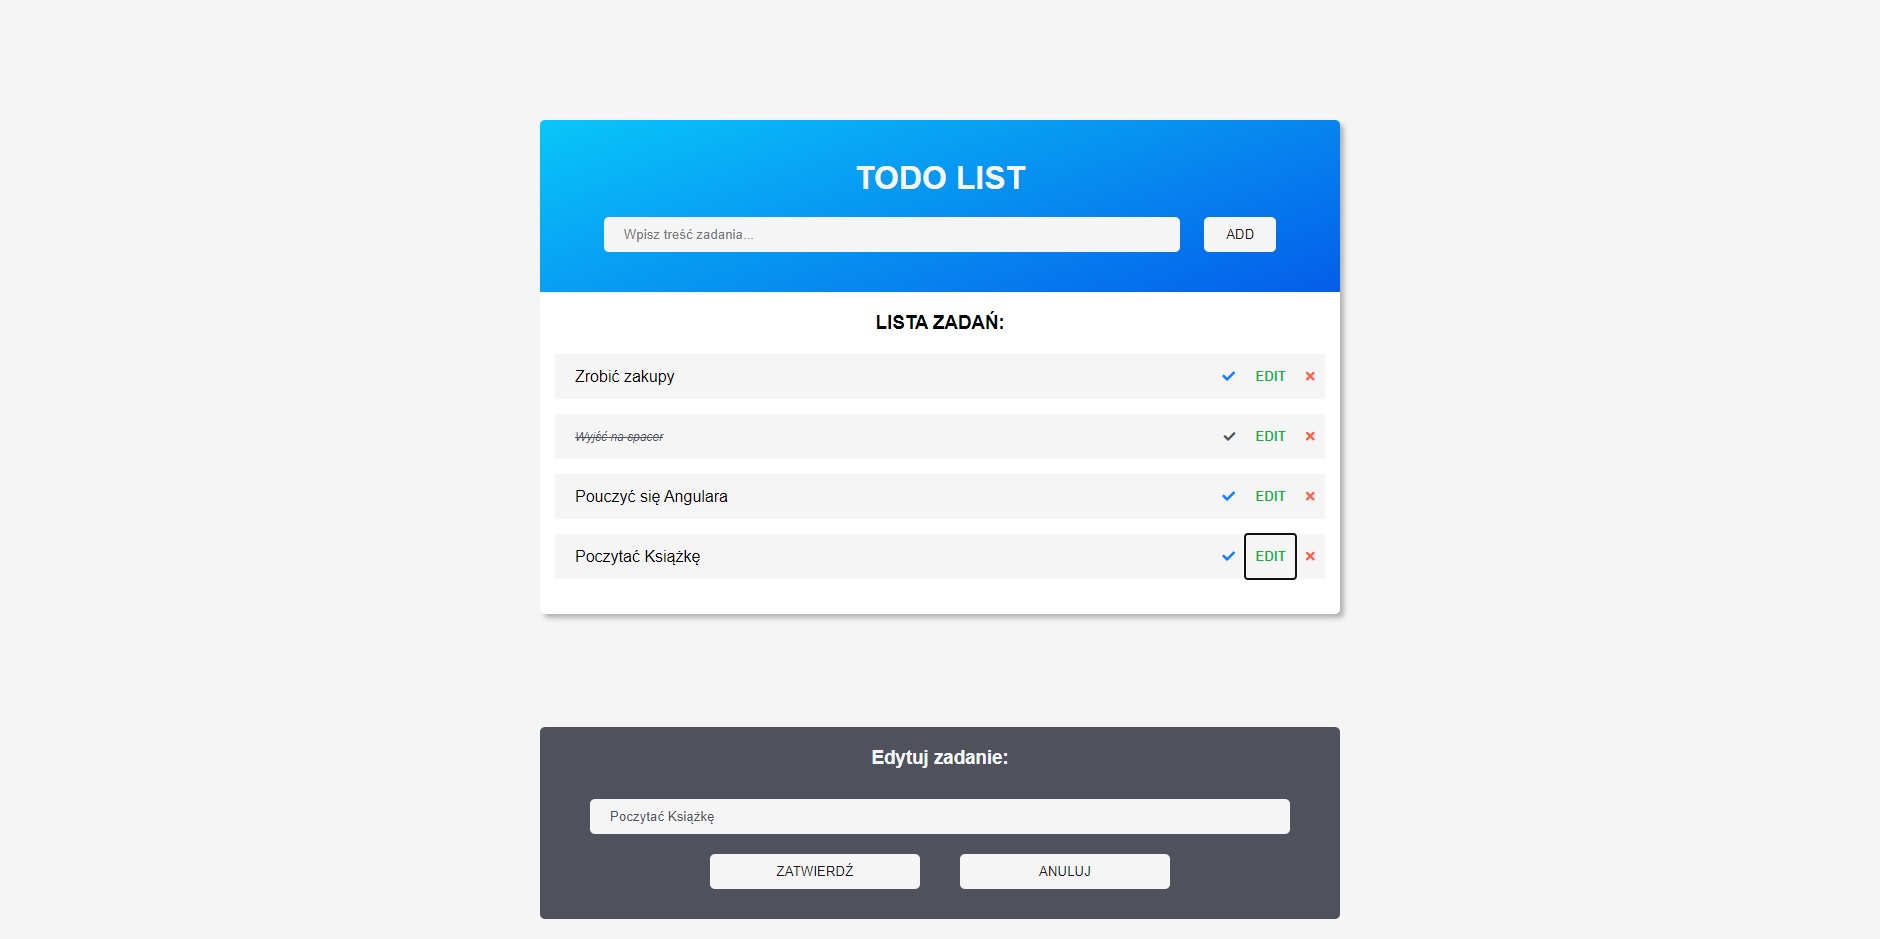 TODO LIST
Wpisz treść zadania...
ADD
LISTA ZADAŃ:
Zrobić zakupy EDIT
Wyjść na spacer EDIT
Pouczyć się Angulara EDIT
Poczytać Książkę EDIT
Edytuj zadanie:
Poczytać Książkę
ZATWIERDŹ ANULUJ